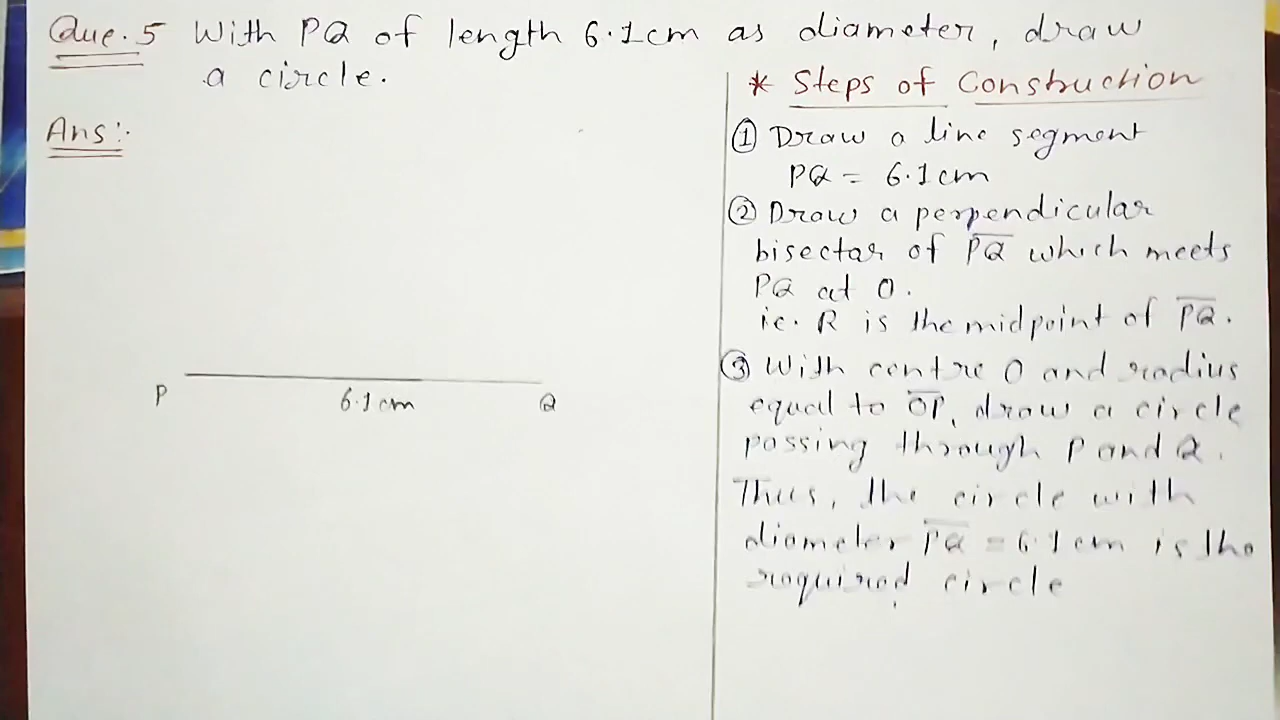 Que.5 With PQ of length 6.1cm as diameter, draw
a circle.
Ans:
P
6.1cm
Q
* Steps of Construction
① Draw a line segment
PQ = 6.1cm
② Draw a perpendicular
bisectar of PQ which meets
PQ at O.
ie. R is the midpoint of PQ.
③ With centre O and radius
equal to OP, draw a circle
passing through P and Q.
Thus, the circle with
diameter PQ = 6.1cm is the
required circle